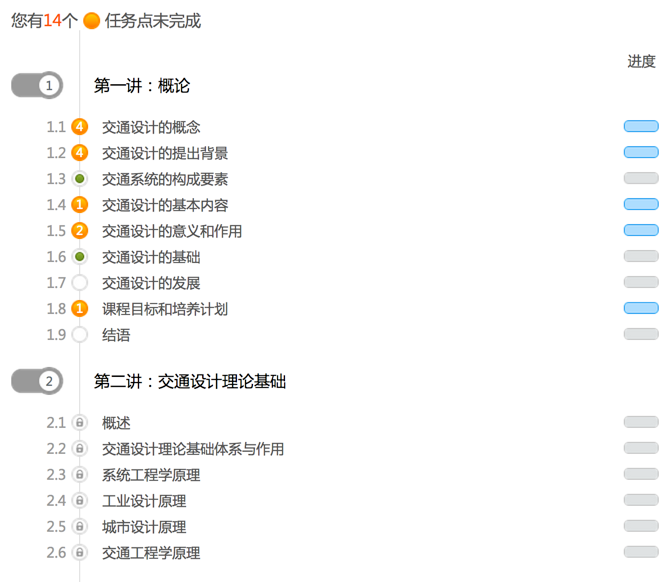 您有14个 任务点未完成
进度
1 第一讲：概论
1.1 4 交通设计的概念
1.2 4 交通设计的提出背景
1.3 交通系统的构成要素
1.4 1 交通设计的基本内容
1.5 2 交通设计的意义和作用
1.6 交通设计的基础
1.7 交通设计的发展
1.8 1 课程目标和培养计划
1.9 结语
2 第二讲：交通设计理论基础
2.1 概述
2.2 交通设计理论基础体系与作用
2.3 系统工程学原理
2.4 工业设计原理
2.5 城市设计原理
2.6 交通工程学原理